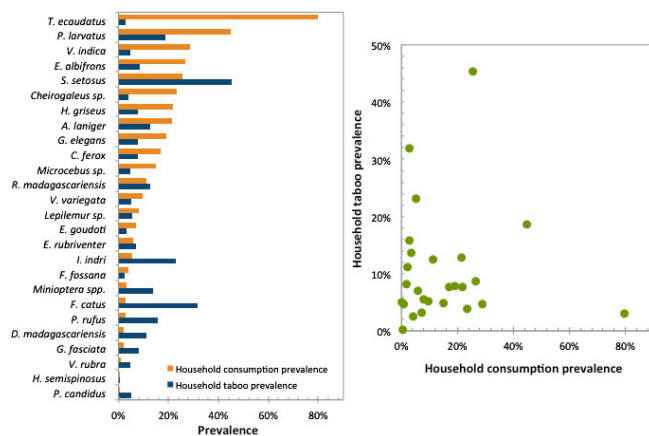 T. ecaudatus
P. larvatus
V. indica
E. albifrons
S. setosus
Cheirogaleus sp.
H. griseus
A. laniger
G. elegans
C. ferox
Microcebus sp.
R. madagascariensis
V. variegata
Lepilemur sp.
E. goudoti
E. rubriventer
I. indri
F. fossana
Minioptera spp.
F. catus
P. rufus
D. madagascariensis
G. fasciata
V. rubra
H. semispinosus
P. candidus
Household consumption prevalence
Household taboo prevalence
0% 20% 40% 60% 80%
Prevalence
50%
40%
30%
20%
10%
0%
Household taboo prevalence
0% 20% 40% 60% 80%
Household consumption prevalence